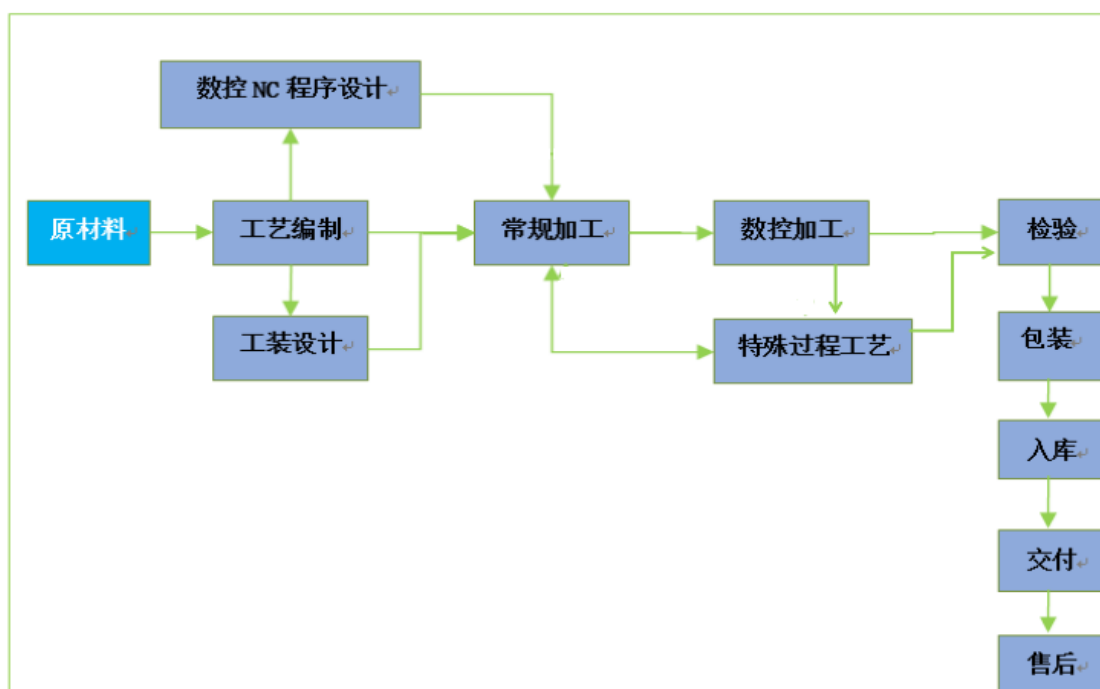 数控 NC 程序设计
原材料
工艺编制
常规加工
数控加工
检验
工装设计
特殊过程工艺
包装
入库
交付
售后